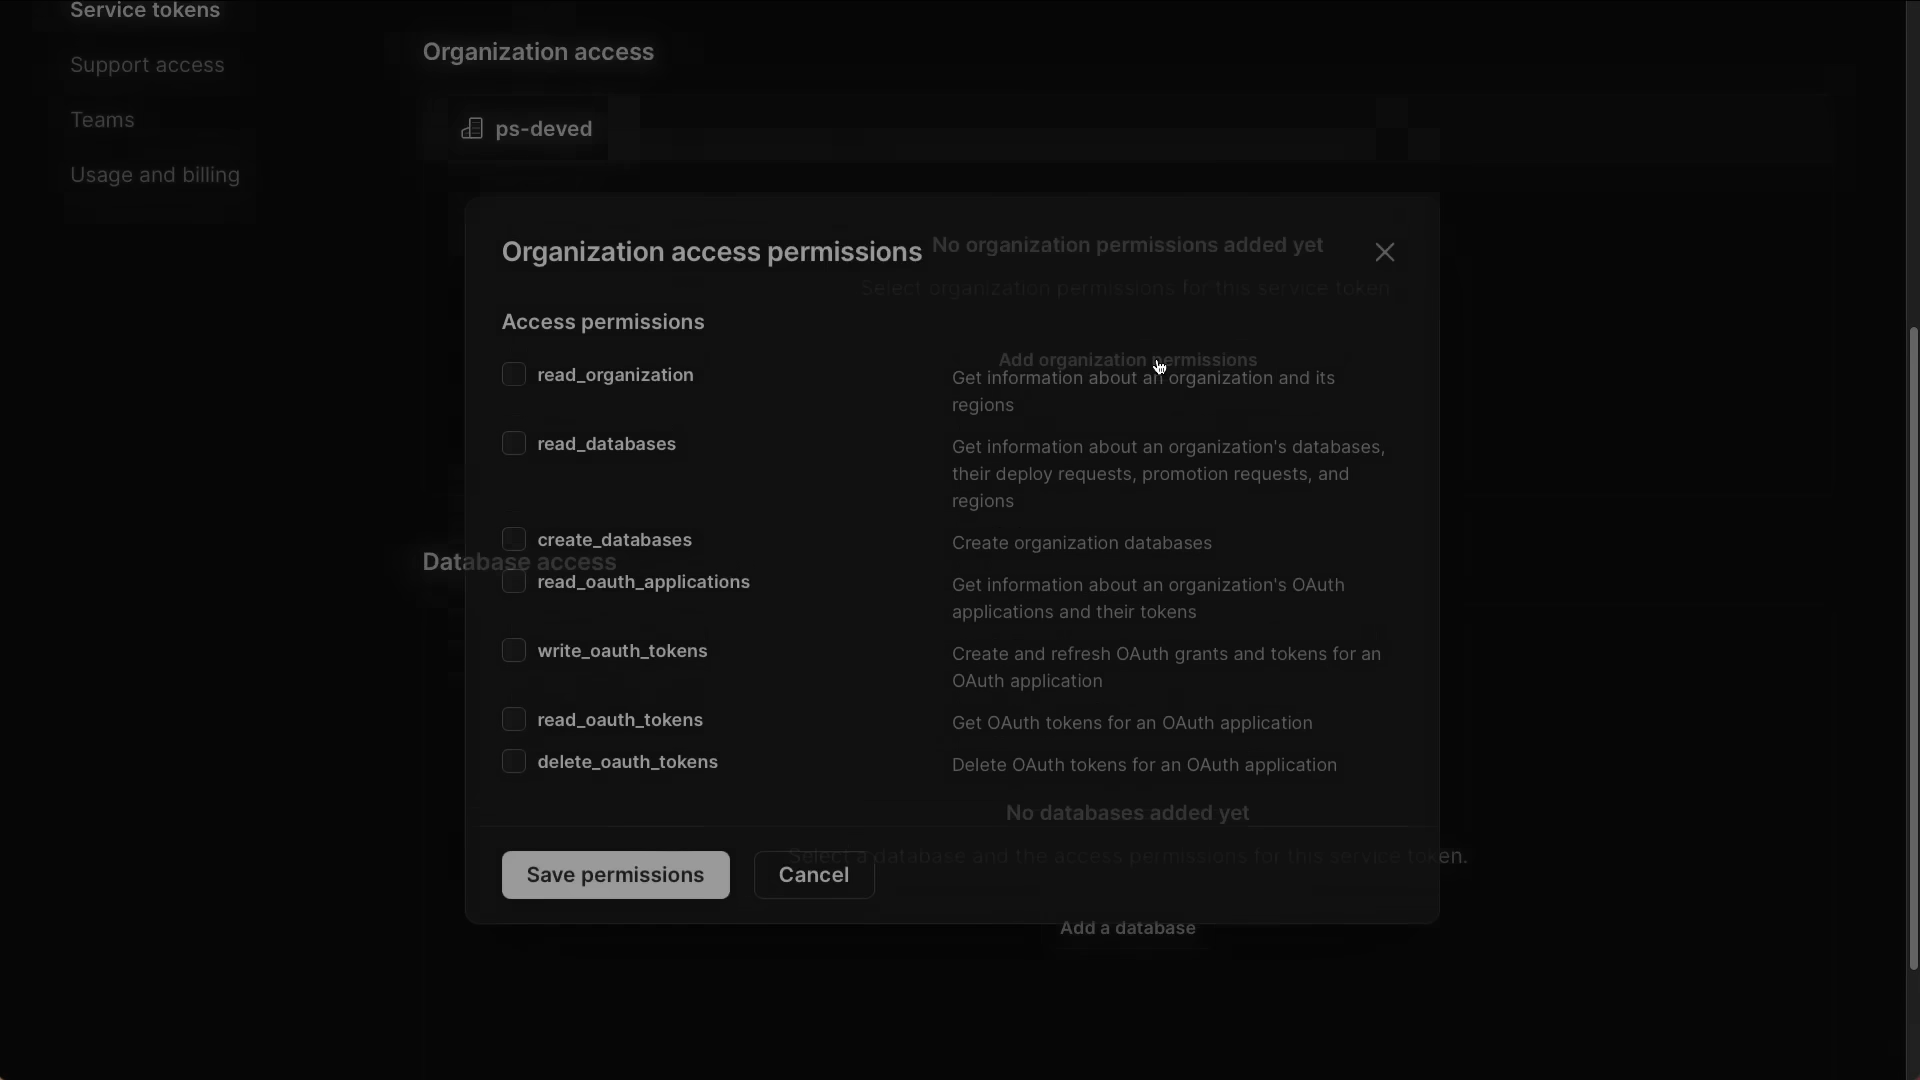 Service tokens
Support access
Teams
Usage and billing
Organization access
ps-deved
No organization permissions added yet
Select organization permissions for this service token
Add organization permissions
Organization access permissions
Access permissions
read_organization
Get information about an organization and its
regions
read_databases
Get information about an organization's databases,
their deploy requests, promotion requests, and
regions
create_databases
Create organization databases
read_oauth_applications
Get information about an organization's OAuth
applications and their tokens
write_oauth_tokens
Create and refresh OAuth grants and tokens for an
OAuth application
read_oauth_tokens
Get OAuth tokens for an OAuth application
delete_oauth_tokens
Delete OAuth tokens for an OAuth application
Save permissions
Cancel
Database access
No databases added yet
Select a database and the access permissions for this service token.
Add a database